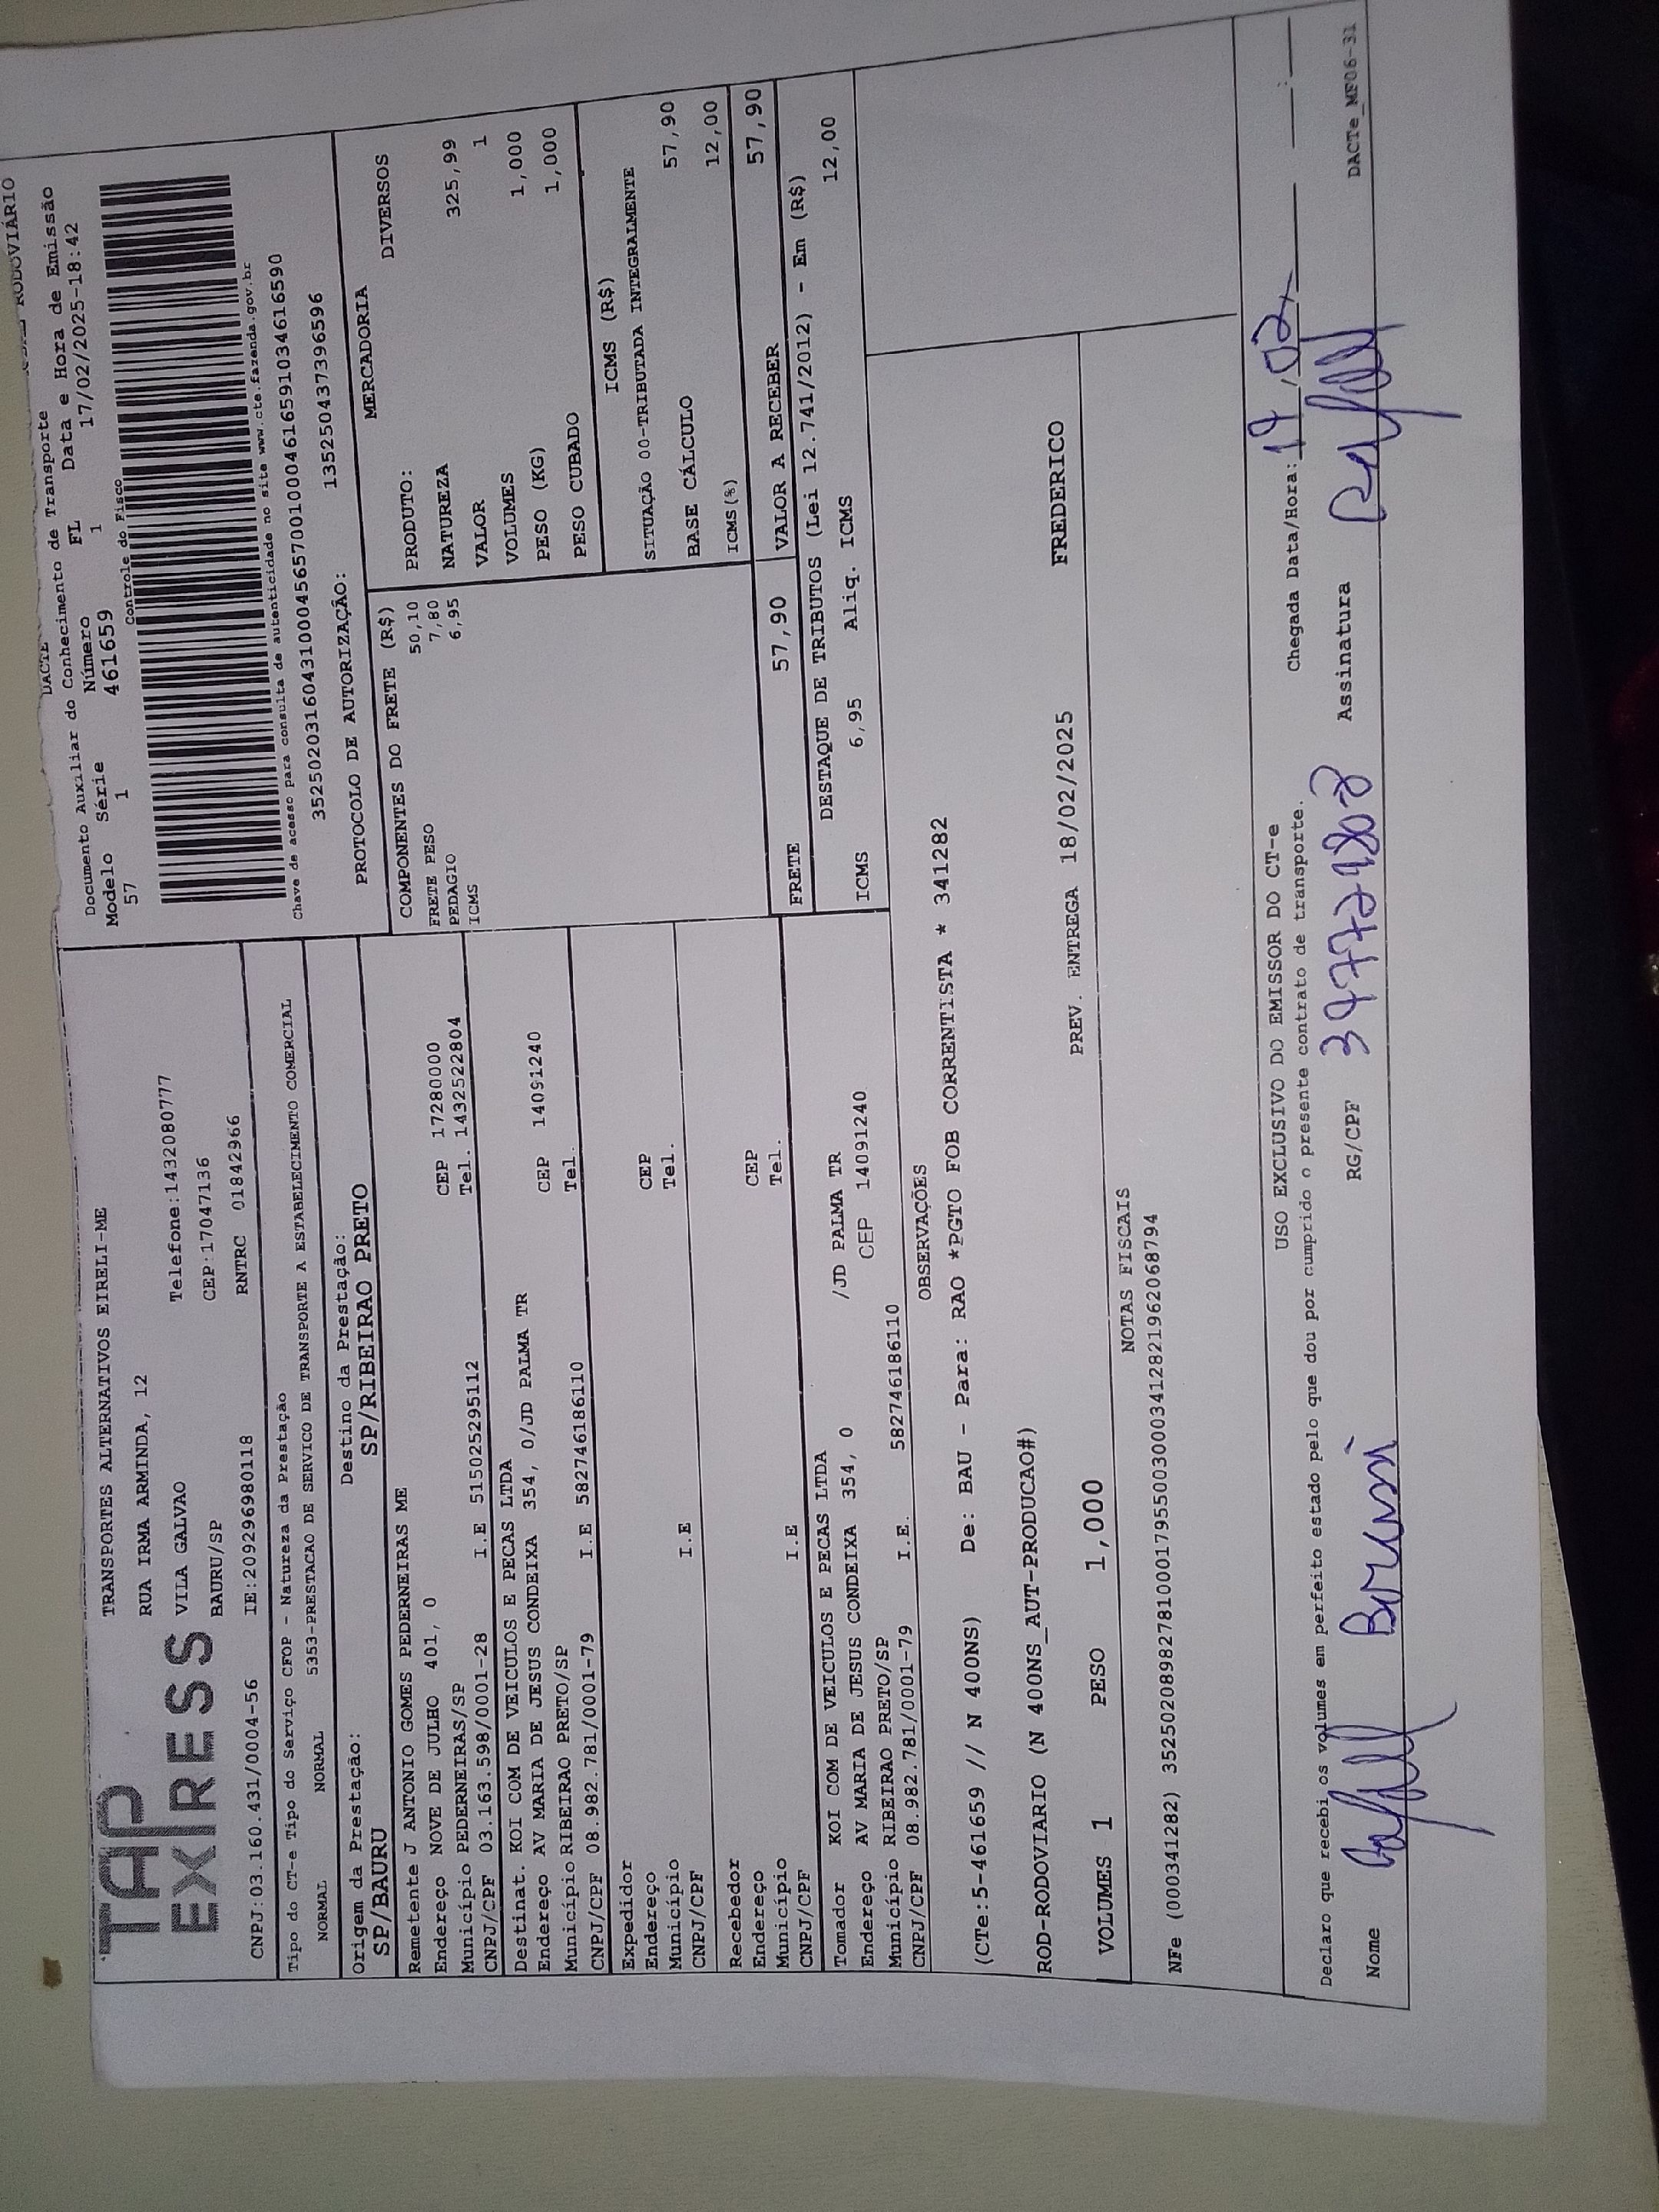 TAP
EXPRESS
TRANSPORTES ALTERNATIVOS EIRELI-ME
RUA IRMA ARMINDA, 12
VILA GALVAO Telefone:1432080777
BAURU/SP CEP:17047136
CNPJ:03.160.431/0004-56 IE:209296980118 RNTRC 01842966
DACTE
RODOVIÁRIO
Documento Auxiliar do Conhecimento de Transporte
Modelo Série Número FL Data e Hora de Emissão
57 1 461659 1 17/02/2025-18:42
Controle do Fisco
Chave de acesso para consulta de autenticidade no site www.cte.fazenda.gov.br
35250203160431000456570010004616591034616590
PROTOCOLO DE AUTORIZAÇÃO: 135250437396596
Tipo do CT-e Tipo do Serviço CFOP - Natureza da Prestação
NORMAL NORMAL 5353-PRESTACAO DE SERVICO DE TRANSPORTE A ESTABELECIMENTO COMERCIAL
Origem da Prestação: Destino da Prestação:
SP/BAURU SP/RIBEIRAO PRETO
Remetente J ANTONIO GOMES PEDERNEIRAS ME
Endereço NOVE DE JULHO 401, 0 CEP 17280000
Município PEDERNEIRAS/SP Tel. 1432522804
CNPJ/CPF 03.163.598/0001-28 I.E 515025295112
Destinat. KOI COM DE VEICULOS E PECAS LTDA
Endereço AV MARIA DE JESUS CONDEIXA 354, 0/JD PALMA TR CEP 14091240
Município RIBEIRAO PRETO/SP Tel.
CNPJ/CPF 08.982.781/0001-79 I.E 582746186110
Expedidor
Endereço CEP
Município Tel.
CNPJ/CPF I.E
Recebedor
Endereço CEP
Município Tel.
CNPJ/CPF I.E
Tomador KOI COM DE VEICULOS E PECAS LTDA
Endereço AV MARIA DE JESUS CONDEIXA 354, 0 /JD PALMA TR
Município RIBEIRAO PRETO/SP CEP 14091240
CNPJ/CPF 08.982.781/0001-79 I.E. 582746186110
COMPONENTES DO FRETE (R$)
FRETE PESO 50,10
PEDAGIO 7,80
ICMS 6,95
MERCADORIA
PRODUTO: DIVERSOS
NATUREZA
VALOR 325,99
VOLUMES 1
PESO (KG) 1,000
PESO CUBADO 1,000
ICMS (R$)
SITUAÇÃO 00-TRIBUTADA INTEGRALMENTE
BASE CÁLCULO 57,90
ICMS(%) 12,00
FRETE 57,90 VALOR A RECEBER 57,90
DESTAQUE DE TRIBUTOS (Lei 12.741/2012) - Em (R$)
ICMS 6,95 Aliq. ICMS 12,00
OBSERVAÇÕES
(CTe:5-461659 // N 400NS) De: BAU - Para: RAO *PGTO FOB CORRENTISTA * 341282
ROD-RODOVIARIO (N 400NS_AUT-PRODUCAO#) FREDERICO
VOLUMES 1 PESO 1,000 PREV. ENTREGA 18/02/2025
NOTAS FISCAIS
NFe (000341282) 35250208982781000179550030003412821962068794
USO EXCLUSIVO DO EMISSOR DO CT-e
Declaro que recebi os volumes em perfeito estado pelo que dou por cumprido o presente contrato de transporte. Chegada Data/Hora:
Nome RG/CPF Assinatura
DACTe_MF06-31